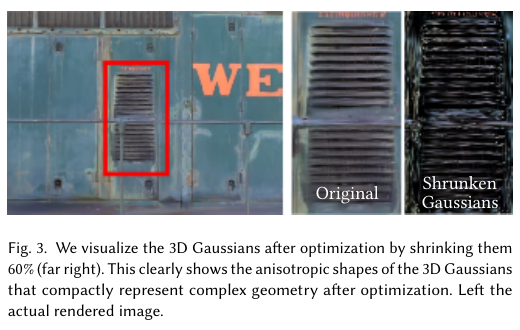 WE
Original
Shrunken
Gaussians
Fig. 3. We visualize the 3D Gaussians after optimization by shrinking them
60% (far right). This clearly shows the anisotropic shapes of the 3D Gaussians
that compactly represent complex geometry after optimization. Left the
actual rendered image.